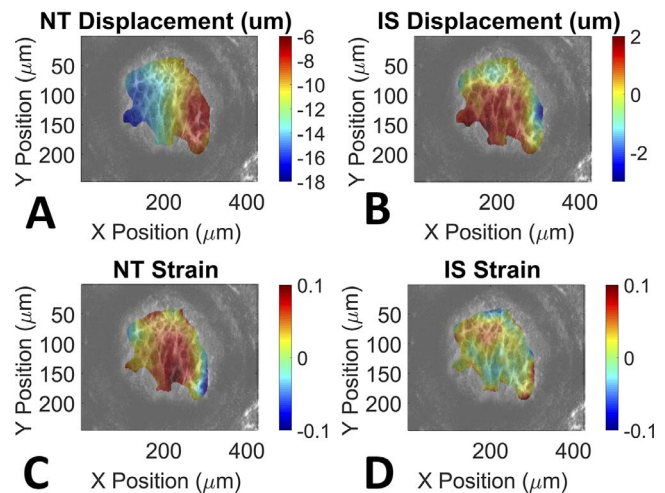 NT Displacement (um)
Y Position (μm)
50
100
150
200
200
400
X Position (μm)
-6
-8
-10
-12
-14
-16
-18
A
IS Displacement (um)
Y Position (μm)
50
100
150
200
200
400
X Position (μm)
2
0
-2
B
NT Strain
Y Position (μm)
50
100
150
200
200
400
X Position (μm)
0.1
0
-0.1
C
IS Strain
Y Position (μm)
50
100
150
200
200
400
X Position (μm)
0.1
0
-0.1
D